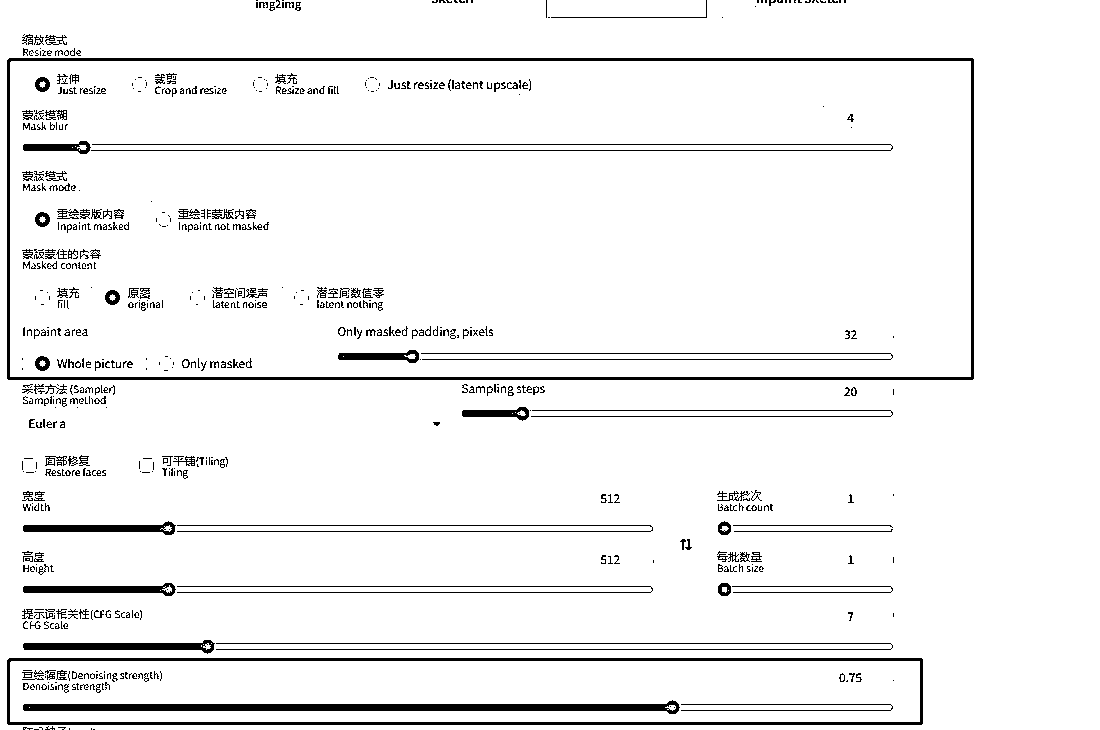 img2img
缩放模式
Resize mode
拉伸 裁剪 填充
Just resize Crop and resize Resize and fill Just resize (latent upscale)
蒙版模糊
Mask blur 4
蒙版模式
Mask mode
重绘蒙版内容 重绘非蒙版内容
Inpaint masked Inpaint not masked
蒙版蒙住的内容
Masked content
填充 原图 潜空间噪声 潜空间数值零
fill original latent noise latent nothing
Inpaint area Only masked padding, pixels 32
Whole picture Only masked
采样方法 (Sampler) Sampling steps 20
Sampling method
Euler a
面部修复 可平铺(Tiling)
Restore faces Tiling
宽度 512 生成批次 1
Width Batch count
高度 512 每批数量 1
Height Batch size
提示词相关性(CFG Scale) 7
CFG Scale
重绘强度(Denoising strength) 0.75
Denoising strength